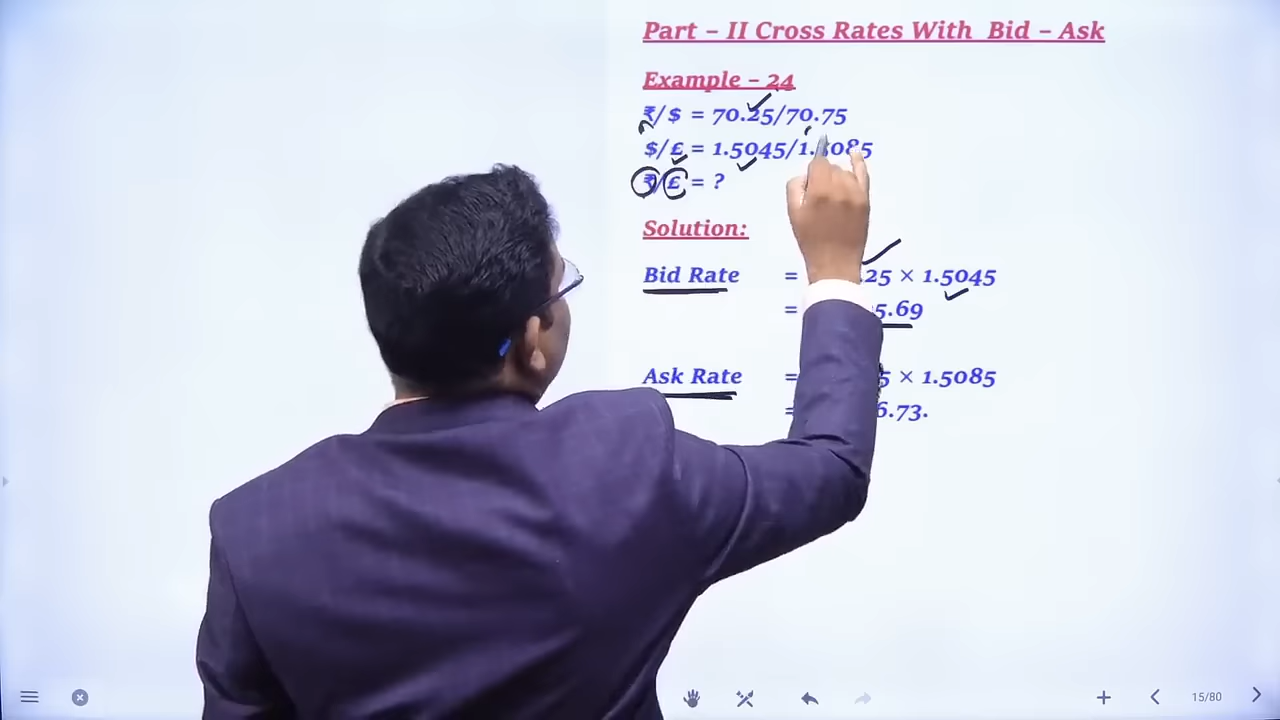 Part – II Cross Rates With Bid – Ask
Example – 24
₹/$ = 70.25/70.75
$/£ = 1.5045/1.5085
₹/£ = ?
Solution:
Bid Rate = .25 × 1.5045
= 5.69
Ask Rate = 5 × 1.5085
= 6.73.
15/80